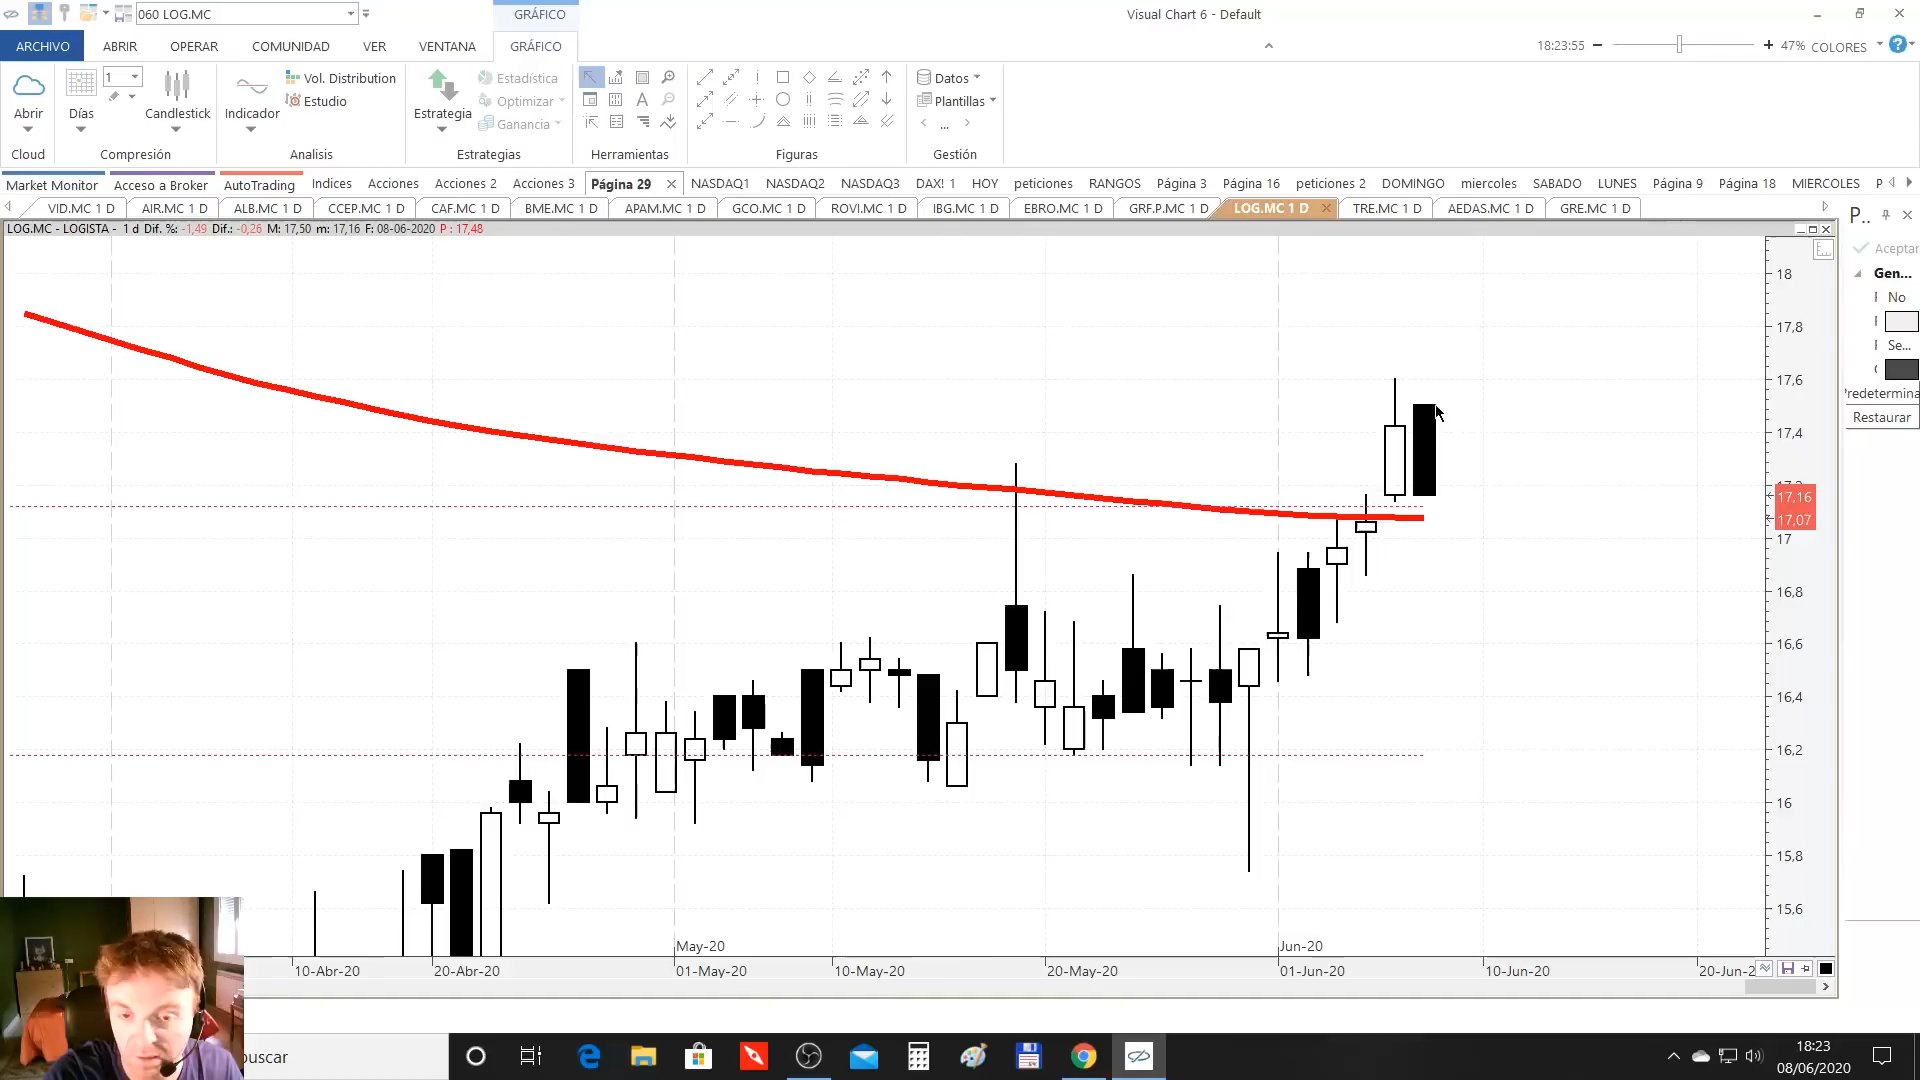 060 LOG.MC
GRÁFICO
Visual Chart 6 - Default
ARCHIVO ABRIR OPERAR COMUNIDAD VER VENTANA GRÁFICO
18:23:55 47% COLORES
1
Vol. Distribution
Estudio
Estadística
Optimizar
Ganancia
Datos
Plantillas
...
Abrir Días Candlestick Indicador Estrategia
Cloud Compresión Analisis Estrategias Herramientas Figuras Gestión
Market Monitor Acceso a Broker AutoTrading Indices Acciones Acciones 2 Acciones 3 Página 29 NASDAQ1 NASDAQ2 NASDAQ3 DAX! 1 HOY peticiones RANGOS Página 3 Página 16 peticiones 2 DOMINGO miercoles SABADO LUNES Página 9 Página 18 MIERCOLES P
VID.MC 1 D AIR.MC 1 D ALB.MC 1 D CCEP.MC 1 D CAF.MC 1 D BME.MC 1 D APAM.MC 1 D GCO.MC 1 D ROVI.MC 1 D IBG.MC 1 D EBRO.MC 1 D GRF.P.MC 1 D LOG.MC 1 D TRE.MC 1 D AEDAS.MC 1 D GRE.MC 1 D
LOG.MC - LOGISTA - 1 d Dif. %: -1,49 Dif.: -0,26 M: 17,50 m: 17,16 F: 08-06-2020 P : 17,48
P..
Aceptar
Gen...
No
Se...
Predetermina
Restaurar
18
17,8
17,6
17,4
17,16
17,07
17
16,8
16,6
16,4
16,2
16
15,8
15,6
May-20 Jun-20
10-Abr-20 20-Abr-20 01-May-20 10-May-20 20-May-20 01-Jun-20 10-Jun-20 20-Jun-2
buscar
18:23
08/06/2020